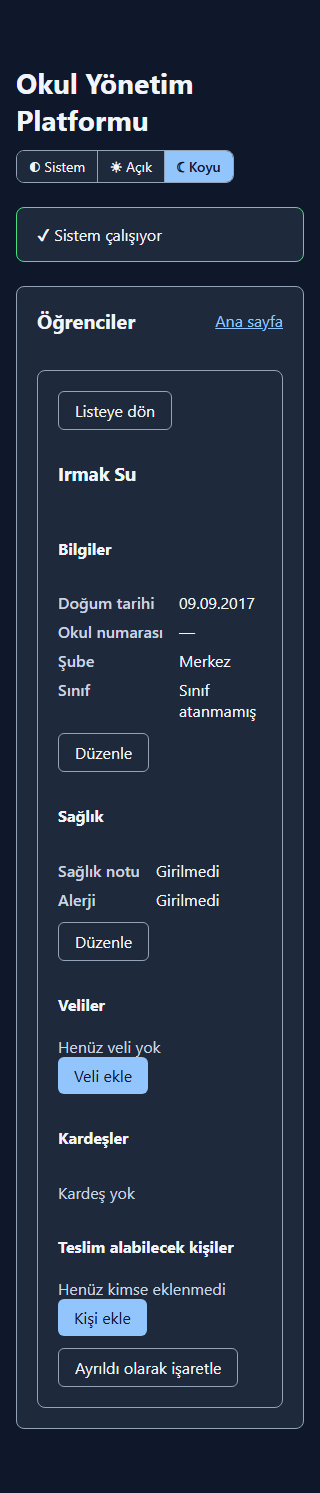 Okul Yönetim
Platformu
◐ Sistem ☀ Açık ☾ Koyu
✓ Sistem çalışıyor
Öğrenciler Ana sayfa
Listeye dön
Irmak Su
Bilgiler
Doğum tarihi 09.09.2017
Okul numarası —
Şube Merkez
Sınıf Sınıf
atanmamış
Düzenle
Sağlık
Sağlık notu Girilmedi
Alerji Girilmedi
Düzenle
Veliler
Henüz veli yok
Veli ekle
Kardeşler
Kardeş yok
Teslim alabilecek kişiler
Henüz kimse eklenmedi
Kişi ekle
Ayrıldı olarak işaretle